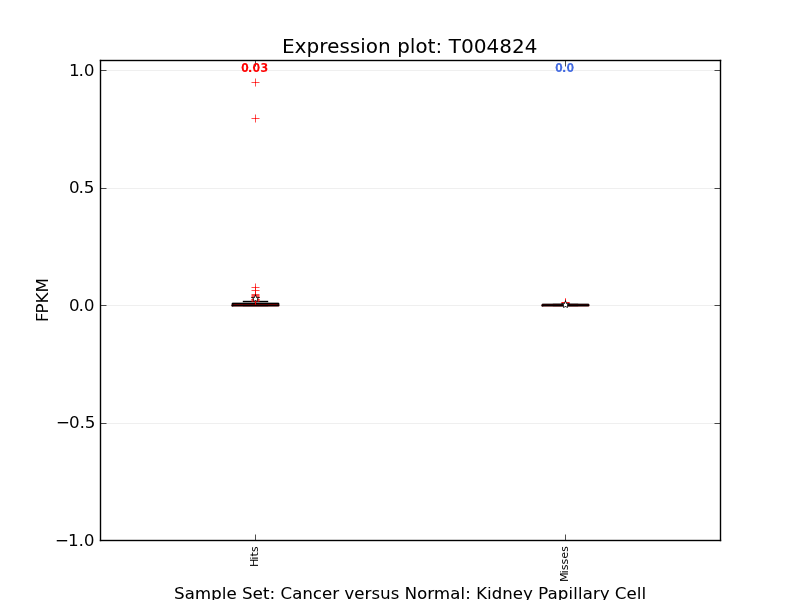 Expression plot: T004824
1.0
0.03
0.0
0.5
0.0
−0.5
−1.0
FPKM
Hits
Misses
Sample Set: Cancer versus Normal: Kidney Papillary Cell